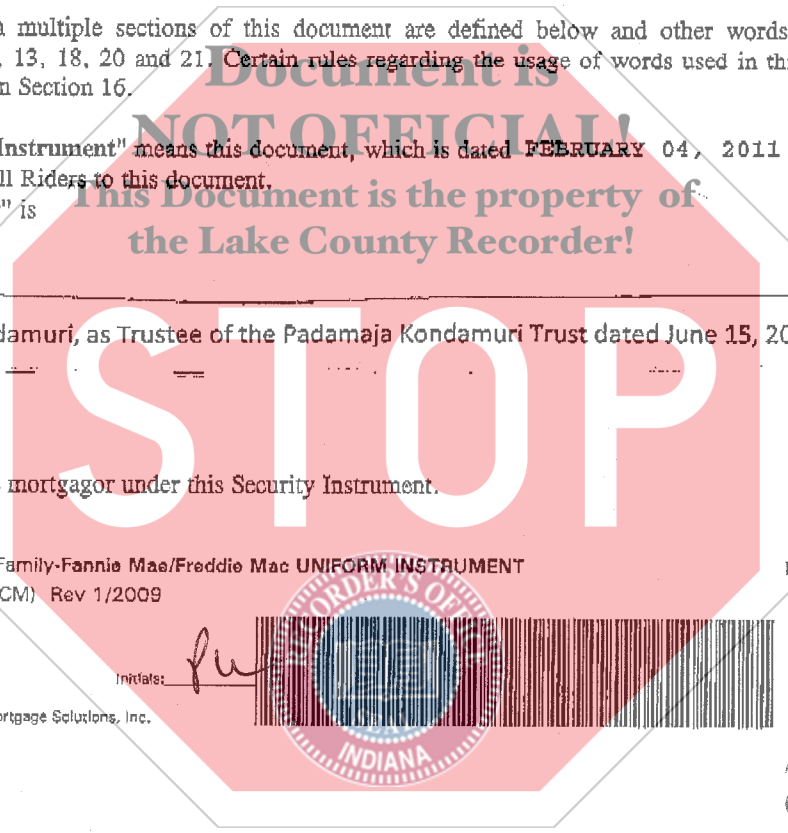 multiple sections of this document are defined below and other words
, 13, 18, 20 and 21. Certain rules regarding the usage of words used in th
n Section 16.
Document is
NOT OFFICIAL!
Instrument" means this document, which is dated FEBRUARY 04, 2011
ll Riders to this document.
This Document is the property of
" is
the Lake County Recorder!
damuri, as Trustee of the Padamaja Kondamuri Trust dated June 15, 20
STOP
mortgagor under this Security Instrument.
Family-Fannie Mae/Freddie Mac UNIFORM INSTRUMENT
CM) Rev 1/2009
RECORDER'S OFFICE
Initials:
ortgage Solutions, Inc.
SEAL
INDIANA